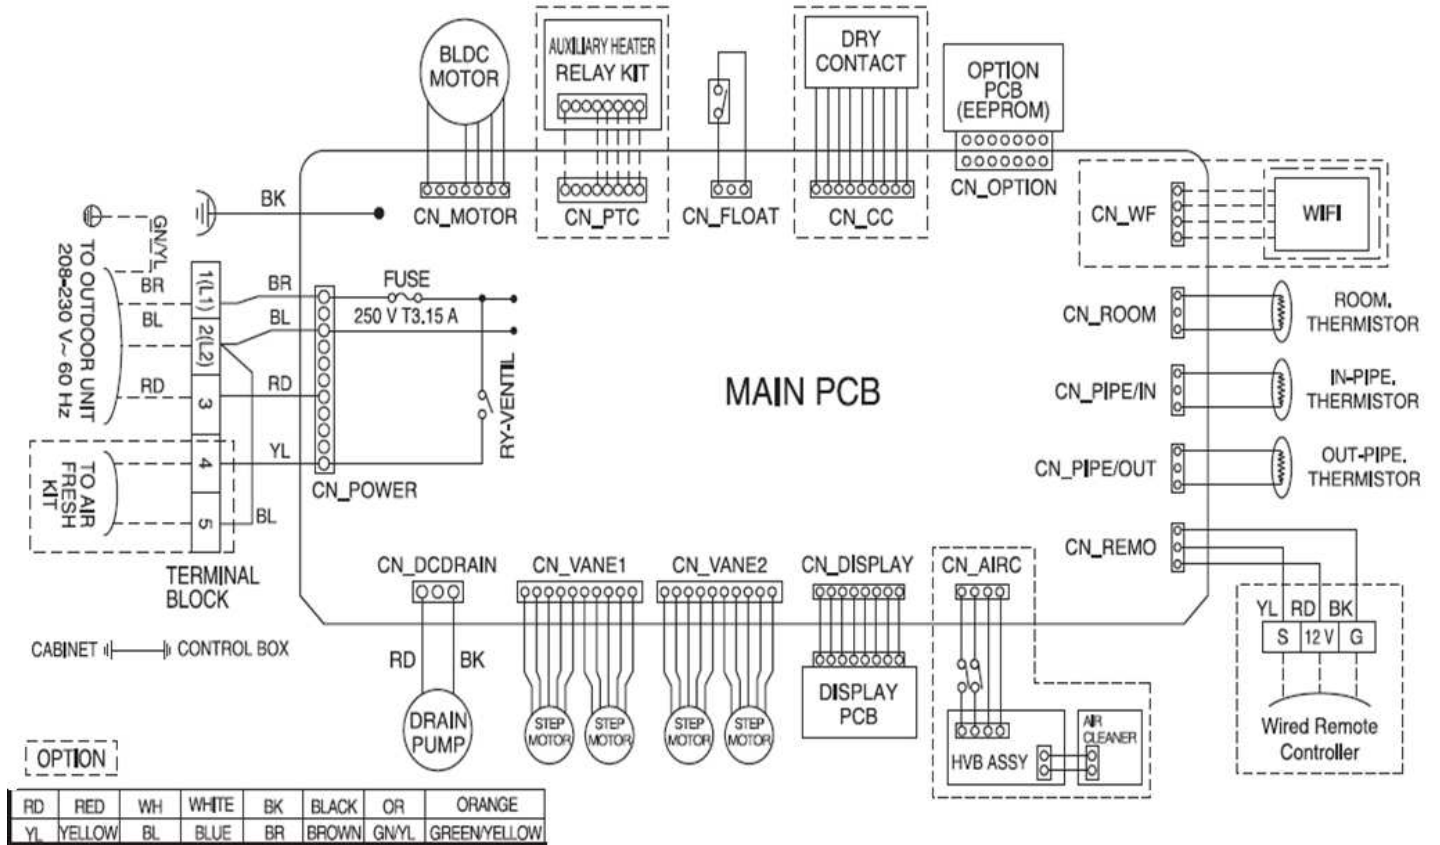 BLDC
MOTOR
AUXILIARY HEATER
RELAY KIT
DRY
CONTACT
OPTION
PCB
(EEPROM)
CN_MOTOR
CN_PTC
CN_FLOAT
CN_CC
CN_OPTION
CN_WF
WIFI
BK
GN/YL
TO OUTDOOR UNIT
208-230 V~ 60 Hz
BR
BL
RD
1(L1)
2(L2)
3
4
5
BR
BL
RD
YL
BL
FUSE
250 V T3.15 A
RY-VENTIL
CN_POWER
TO AIR
FRESH
KIT
TERMINAL
BLOCK
MAIN PCB
CN_ROOM
ROOM.
THERMISTOR
CN_PIPE/IN
IN-PIPE.
THERMISTOR
CN_PIPE/OUT
OUT-PIPE.
THERMISTOR
CN_REMO
YL RD BK
S 12 V G
Wired Remote
Controller
CN_DCDRAIN
RD BK
DRAIN
PUMP
CN_VANE1
STEP
MOTOR
STEP
MOTOR
CN_VANE2
STEP
MOTOR
STEP
MOTOR
CN_DISPLAY
DISPLAY
PCB
CN_AIRC
HVB ASSY
AIR
CLEANER
CABINET CONTROL BOX
OPTION
RD RED WH WHITE BK BLACK OR ORANGE
YL YELLOW BL BLUE BR BROWN GN/YL GREEN/YELLOW